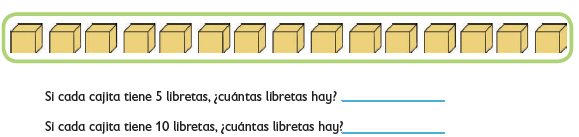 Si cada cajita tiene 5 libretas, ¿cuántas libretas hay?
Si cada cajita tiene 10 libretas, ¿cuántas libretas hay?